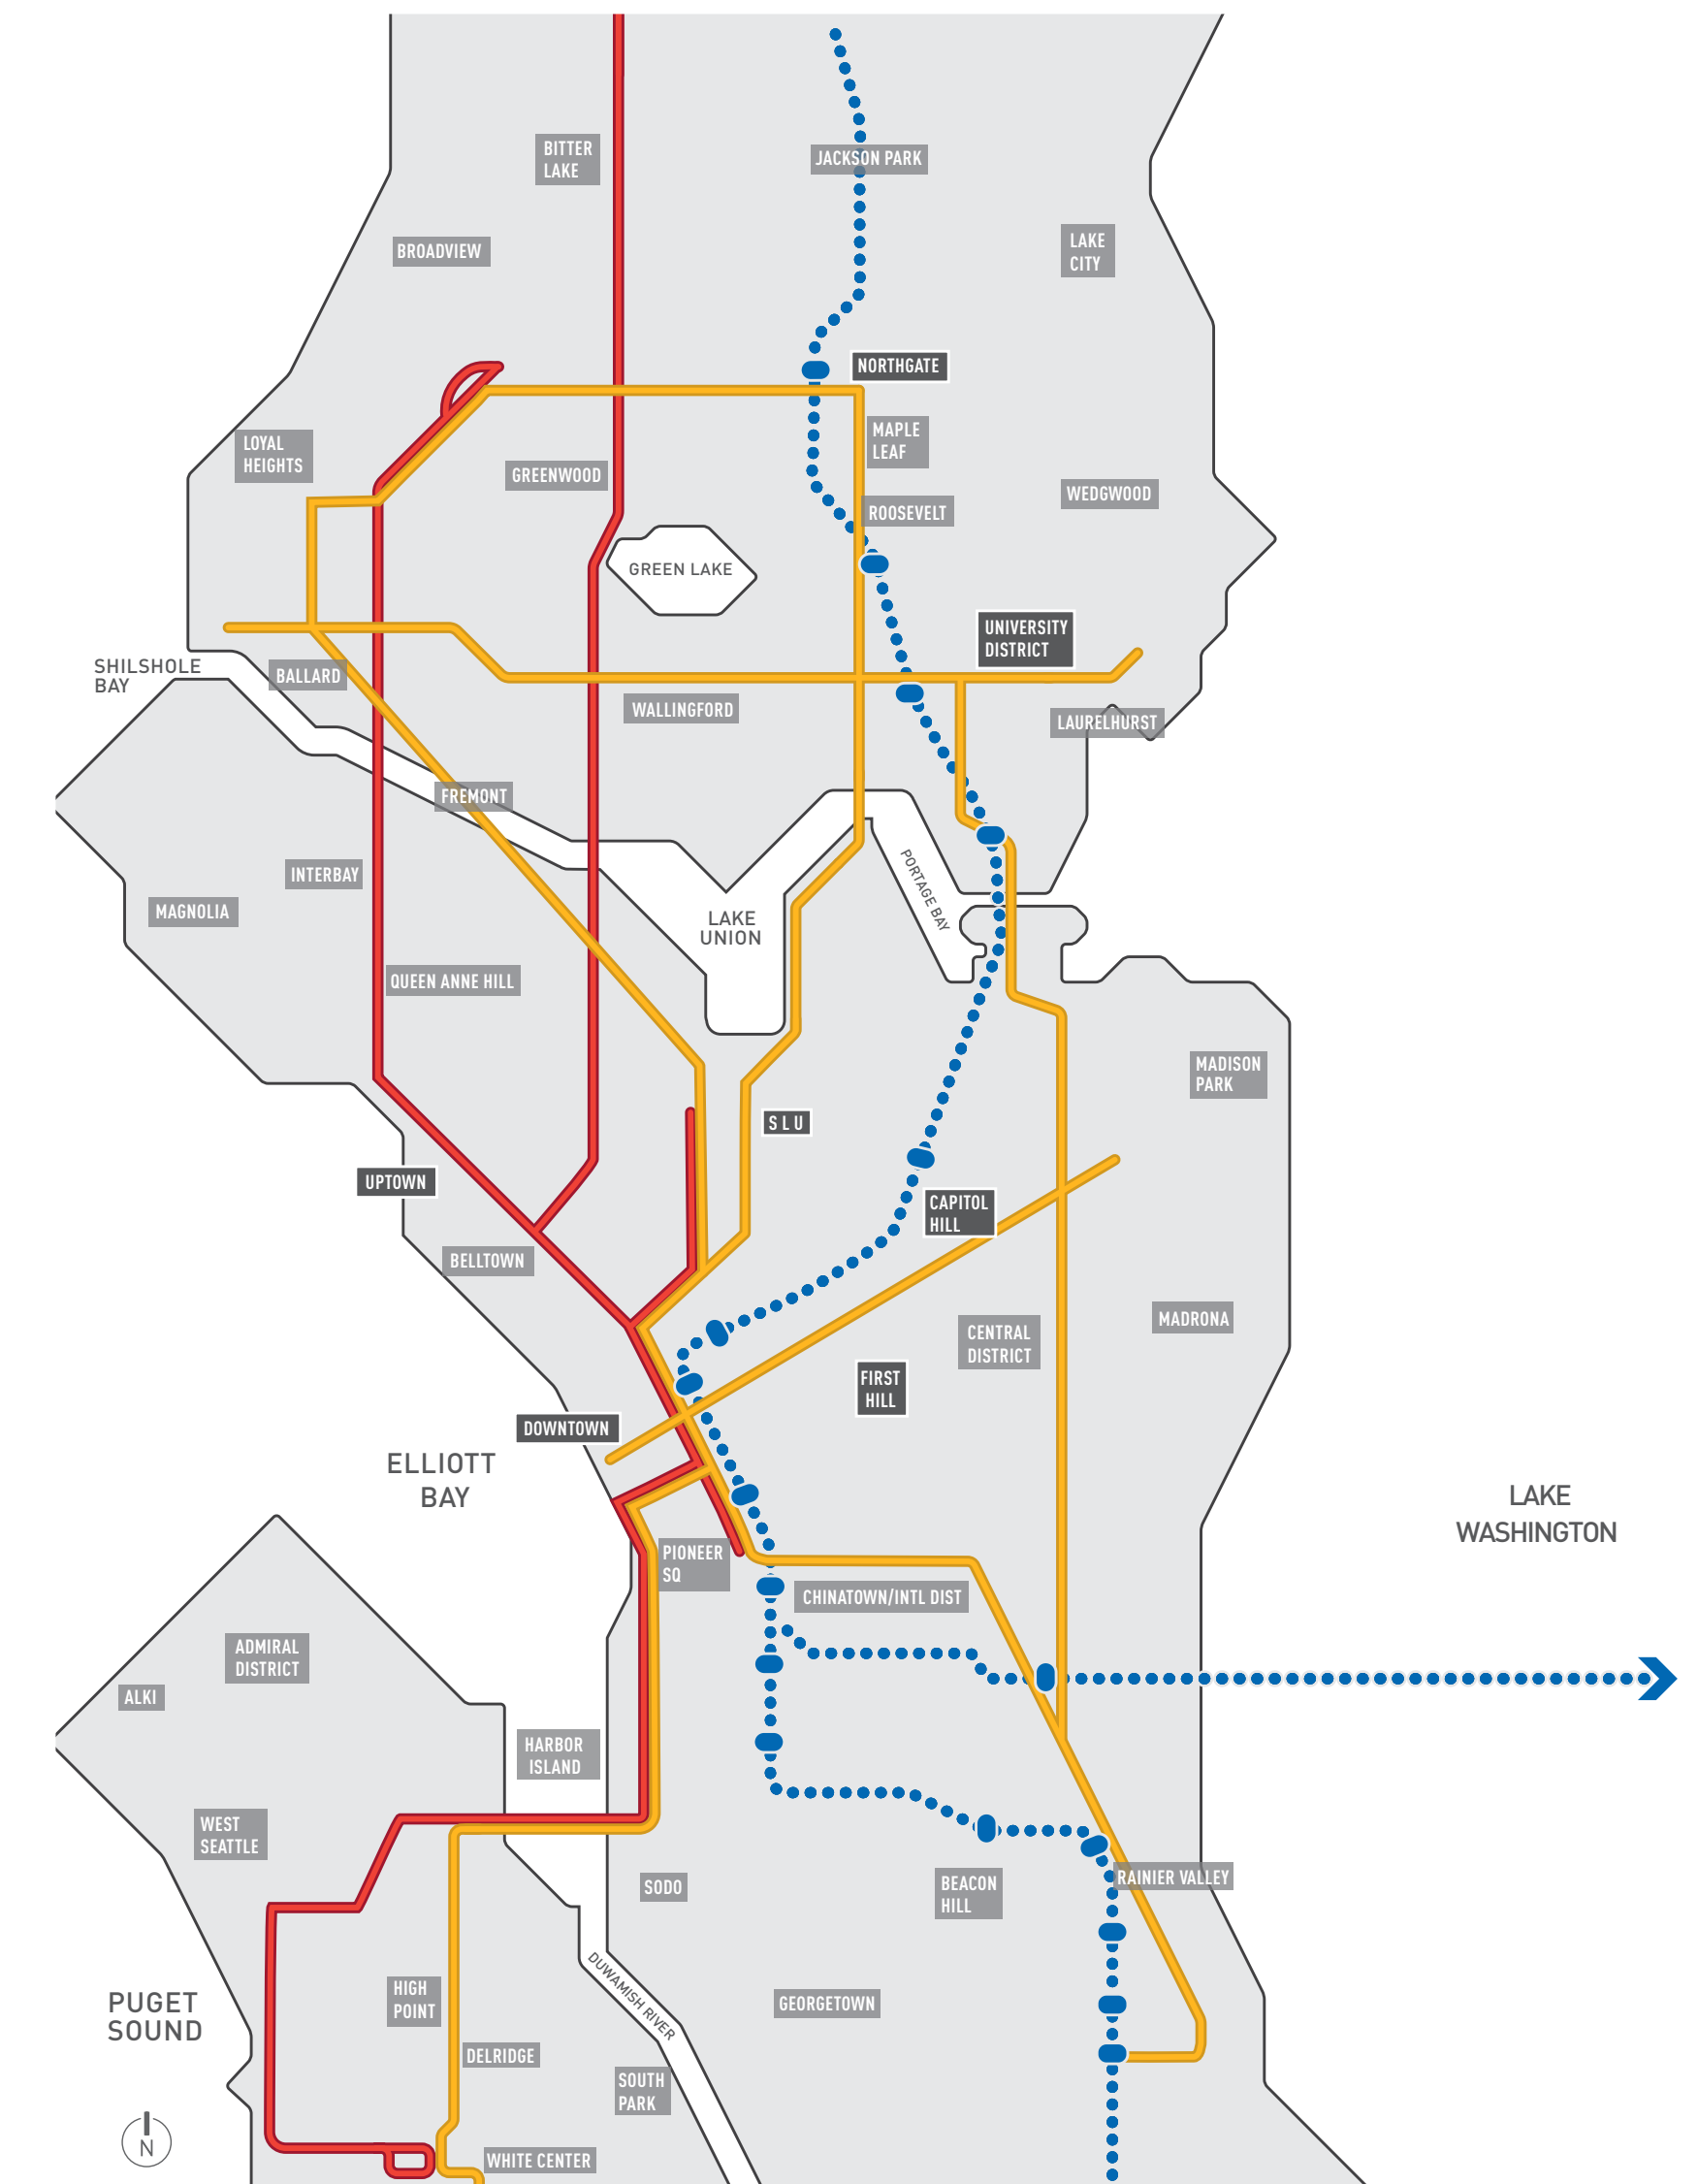 BITTER
LAKE
JACKSON PARK
BROADVIEW
LAKE
CITY
NORTHGATE
LOYAL
HEIGHTS
MAPLE
LEAF
GREENWOOD
WEDGWOOD
ROOSEVELT
GREEN LAKE
UNIVERSITY
DISTRICT
SHILSHOLE
BAY
BALLARD
WALLINGFORD
LAURELHURST
FREMONT
INTERBAY
PORTAGE BAY
MAGNOLIA
LAKE
UNION
QUEEN ANNE HILL
MADISON
PARK
SLU
UPTOWN
CAPITOL
HILL
BELLTOWN
MADRONA
CENTRAL
DISTRICT
FIRST
HILL
DOWNTOWN
ELLIOTT
BAY
LAKE
WASHINGTON
PIONEER
SQ
CHINATOWN/INTL DIST
ADMIRAL
DISTRICT
ALKI
HARBOR
ISLAND
WEST
SEATTLE
RAINIER VALLEY
SODO
BEACON
HILL
HIGH
POINT
DUWAMISH RIVER
PUGET
SOUND
GEORGETOWN
DELRIDGE
SOUTH
PARK
N
WHITE CENTER